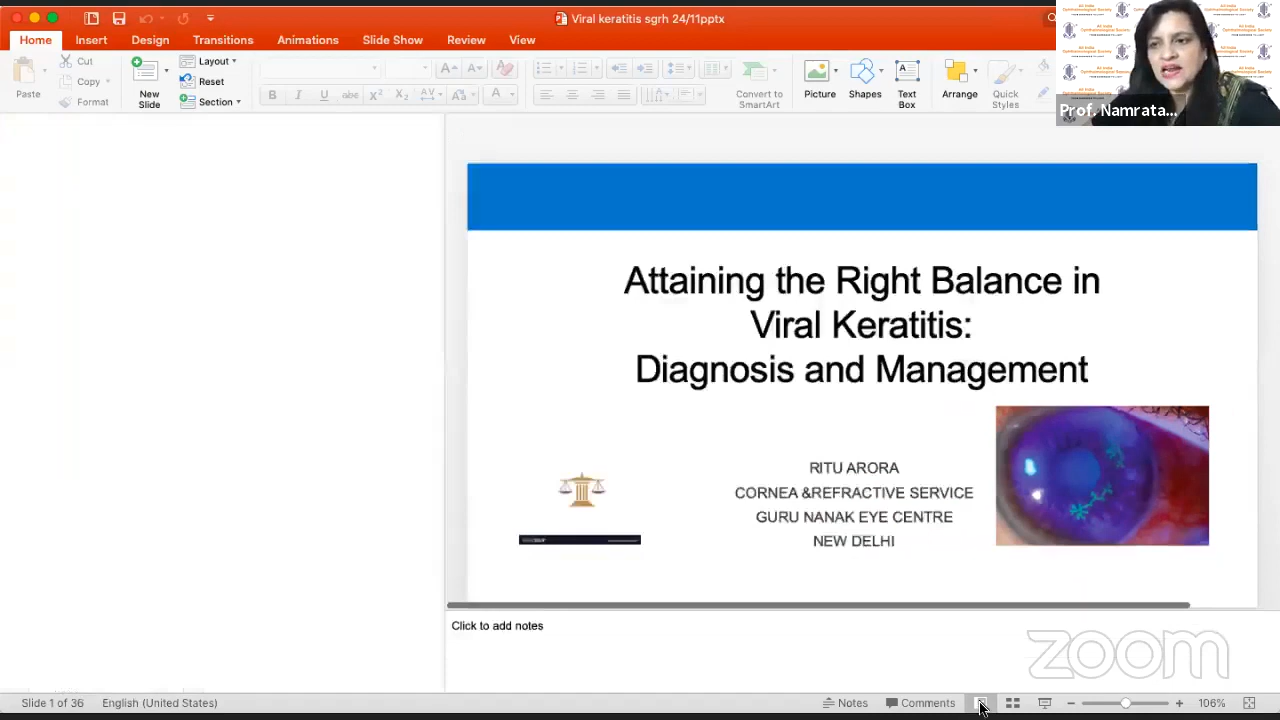 Viral keratitis sgrh 24/11pptx
Home Insert Design Transitions Animations Slide Show Review View
Paste
Cut
Copy
Format
New Slide
Layout
Reset
Section
B I U abc
Convert to SmartArt
Picture
Shapes
Text Box
Arrange
Quick Styles
Prof. Namrata...
Attaining the Right Balance in
Viral Keratitis:
Diagnosis and Management
RITU ARORA
CORNEA &REFRACTIVE SERVICE
GURU NANAK EYE CENTRE
NEW DELHI
Click to add notes
zoom
Slide 1 of 36 English (United States) Notes Comments 106%